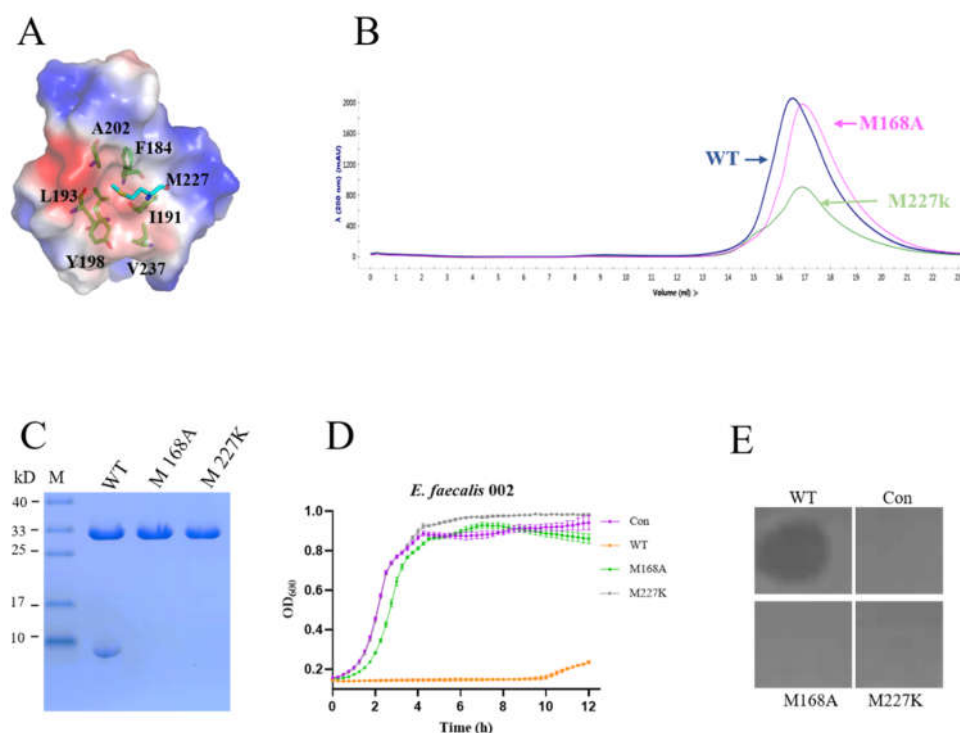 A
A202
F184
L193
M227
I191
Y198
V237
B
2000
1600
1200
800
400
0
WT
M168A
M227k
0 1 2 3 4 5 6 7 8 9 10 11 12 13 14 15 16 17 18 19 20 21 22 23
Volume (ml) >
C
kD M WT M 168A M 227K
40
33
25
17
10
D
E. faecalis 002
OD600
1.0
0.8
0.6
0.4
0.2
0 2 4 6 8 10 12
Time (h)
Con
WT
M168A
M227K
E
WT Con
M168A M227K